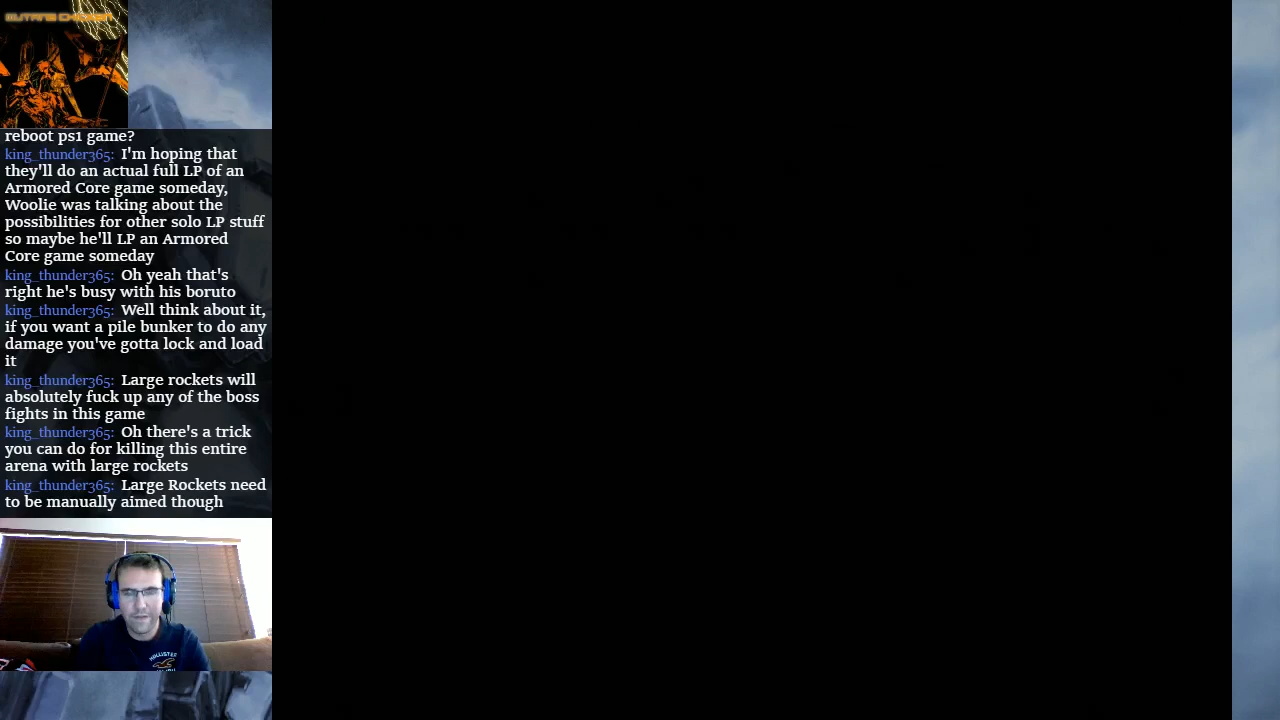 MUTANT CHICKEN
reboot ps1 game?
king_thunder365: I'm hoping that
they'll do an actual full LP of an
Armored Core game someday,
Woolie was talking about the
possibilities for other solo LP stuff
so maybe he'll LP an Armored
Core game someday
king_thunder365: Oh yeah that's
right he's busy with his boruto
king_thunder365: Well think about it,
if you want a pile bunker to do any
damage you've gotta lock and load
it
king_thunder365: Large rockets will
absolutely fuck up any of the boss
fights in this game
king_thunder365: Oh there's a trick
you can do for killing this entire
arena with large rockets
king_thunder365: Large Rockets need
to be manually aimed though
HOLLISTER